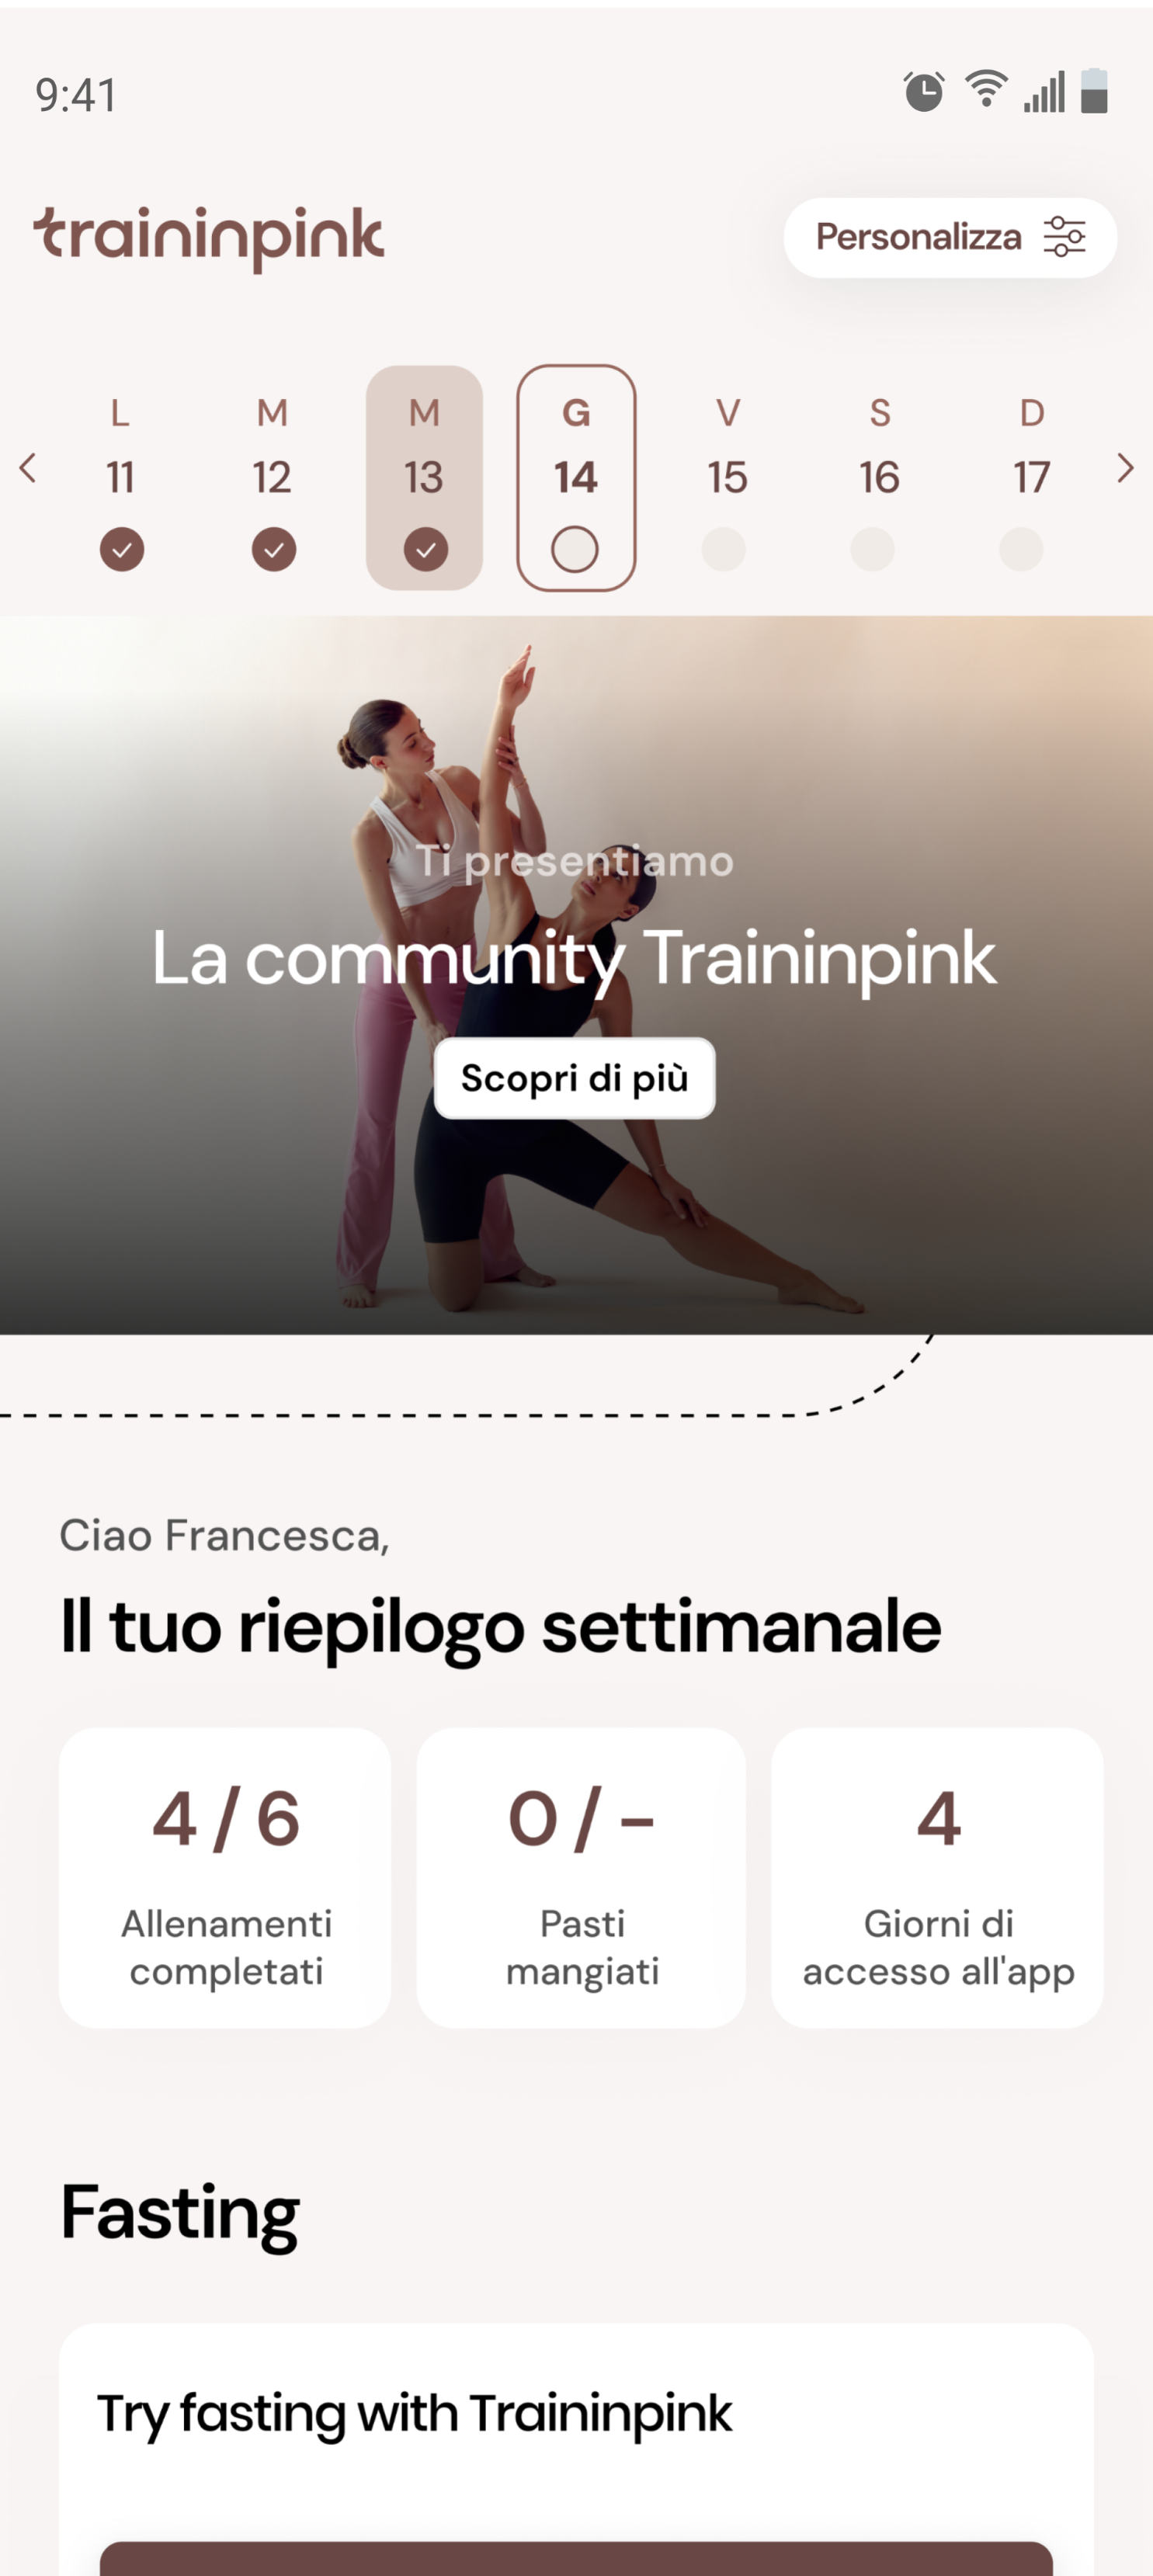 9:41
traininpink
Personalizza
L M M G V S D
11 12 13 14 15 16 17
Ti presentiamo
La community Traininpink
Scopri di più
Ciao Francesca,
Il tuo riepilogo settimanale
4 / 6 0 / - 4
Allenamenti Pasti Giorni di
completati mangiati accesso all'app
Fasting
Try fasting with Traininpink